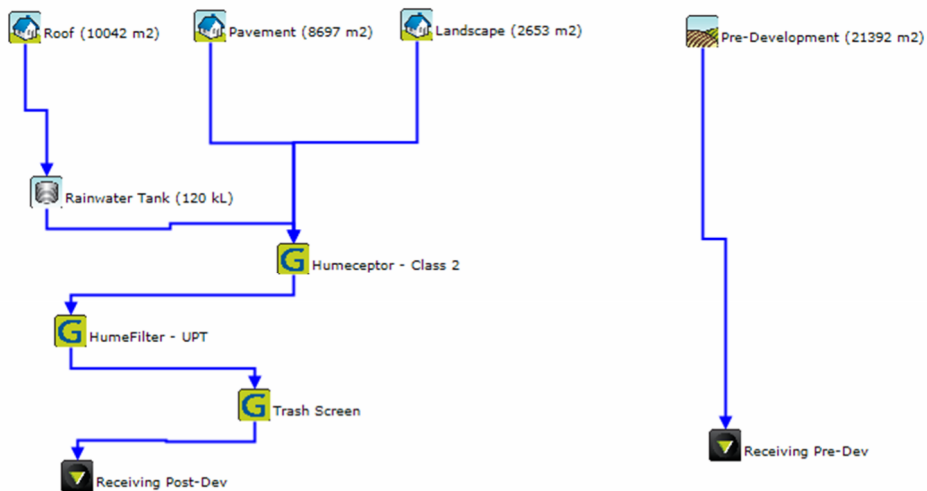 Roof (10042 m2)
Pavement (8697 m2)
Landscape (2653 m2)
Pre-Development (21392 m2)
Rainwater Tank (120 kL)
G
Humeceptor - Class 2
G
HumeFilter - UPT
G
Trash Screen
Receiving Pre-Dev
Receiving Post-Dev